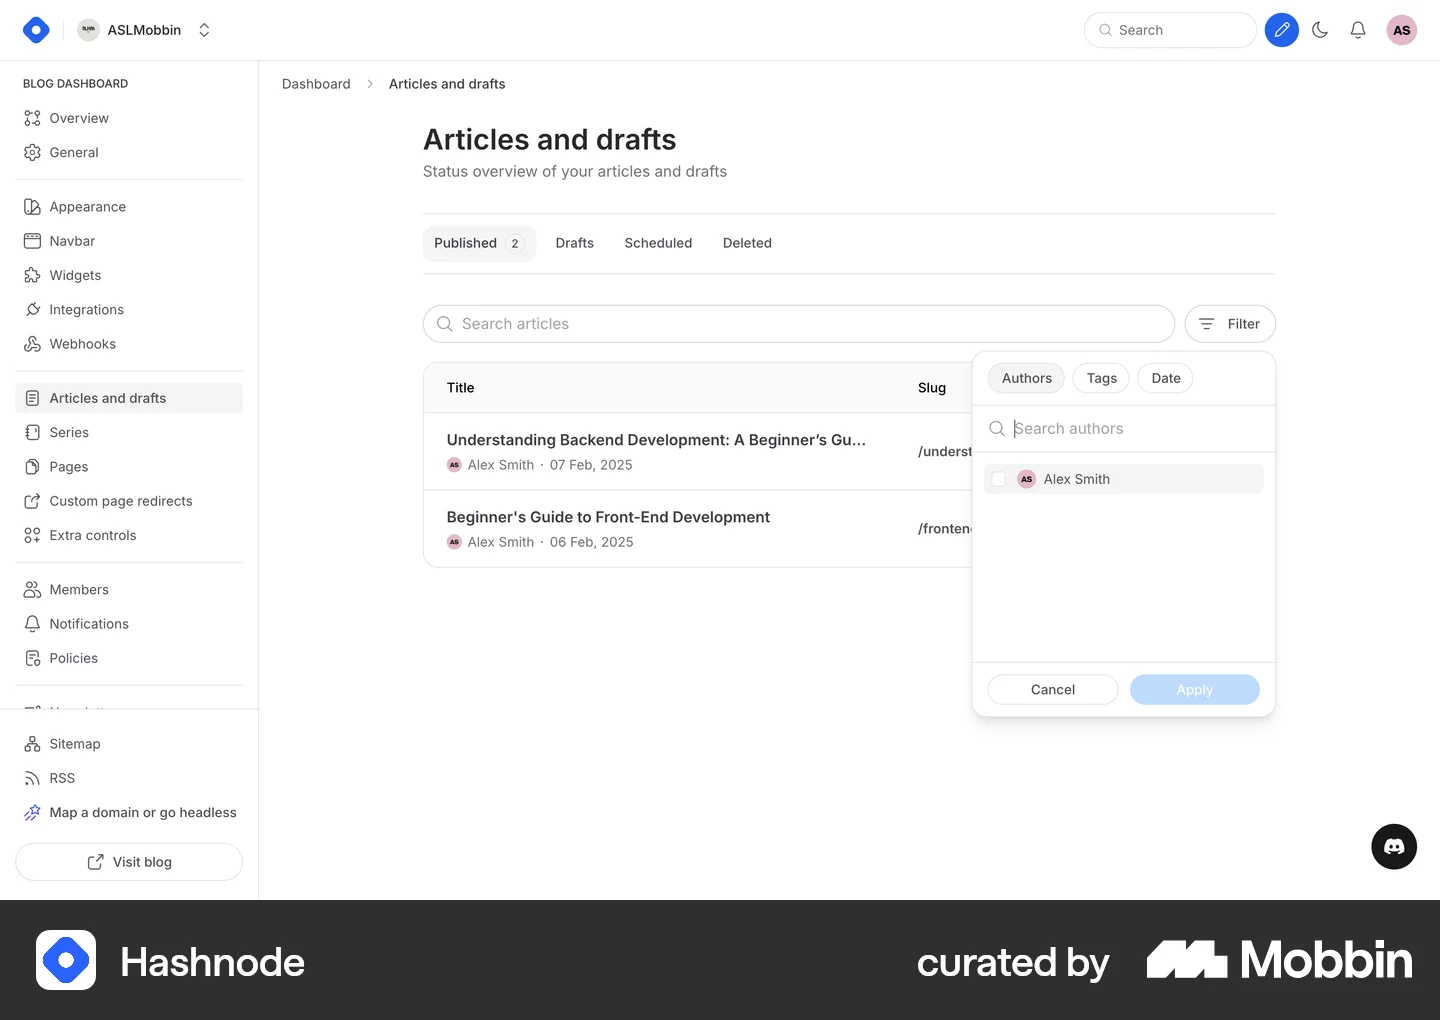 ASLMobbin
Search
AS
BLOG DASHBOARD
Overview
General
Appearance
Navbar
Widgets
Integrations
Webhooks
Articles and drafts
Series
Pages
Custom page redirects
Extra controls
Members
Notifications
Policies
Sitemap
RSS
Map a domain or go headless
Visit blog
Dashboard > Articles and drafts
Articles and drafts
Status overview of your articles and drafts
Published 2 Drafts Scheduled Deleted
Search articles
Filter
Title Slug
Understanding Backend Development: A Beginner’s Gu... /underst
AS Alex Smith · 07 Feb, 2025
Beginner's Guide to Front-End Development /fronten
AS Alex Smith · 06 Feb, 2025
Authors Tags Date
Search authors
AS Alex Smith
Cancel Apply
Hashnode
curated by Mobbin